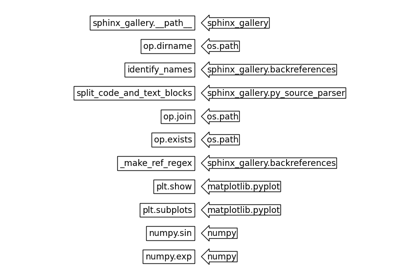 sphinx_gallery.__path__ sphinx_gallery
op.dirname os.path
identify_names sphinx_gallery.backreferences
split_code_and_text_blocks sphinx_gallery.py_source_parser
op.join os.path
op.exists os.path
_make_ref_regex sphinx_gallery.backreferences
plt.show matplotlib.pyplot
plt.subplots matplotlib.pyplot
numpy.sin numpy
numpy.exp numpy